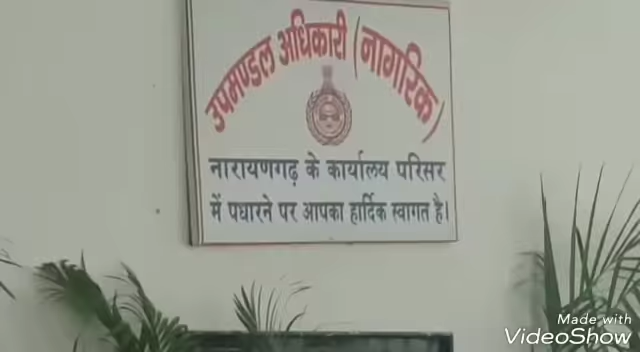 उपमण्डल अधिकारी (नागरिक)
नारायणगढ़ के कार्यालय परिसर
में पधारने पर आपका हार्दिक स्वागत है।
Made with
VideoShow